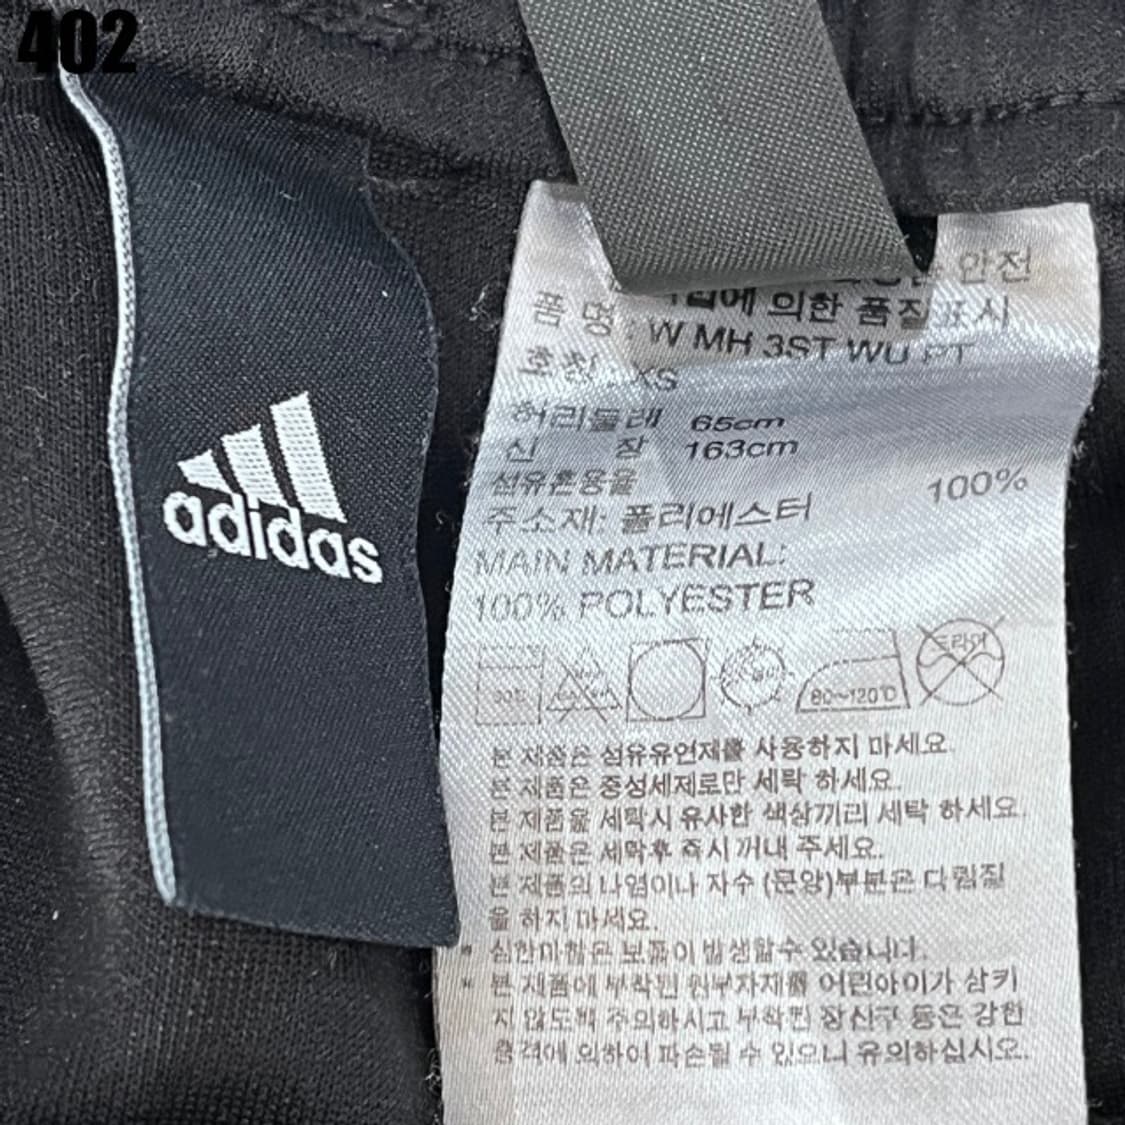 402
adidas
안전
에 의한 품질표시
품 명 : W MH 3ST WU PT
호칭 : XS
허리둘레 65cm
신 장 163cm
섬유혼용율
주소재: 폴리에스터 100%
MAIN MATERIAL:
100% POLYESTER
80~120℃
드라이
본 제품은 섬유유연제를 사용하지 마세요.
본 제품은 중성세제로만 세탁 하세요.
본 제품을 세탁시 유사한 색상끼리 세탁 하세요.
본 제품은 세탁후 즉시 꺼내 주세요.
본 제품의 나염이나 자수 (문양)부분은 다림질
을 하지 마세요.
심한마찰은 보풀이 발생할수 있습니다.
본 제품에 부착된 원부자재를 어린아이가 삼키
지 않도록 주의하시고 부착된 장신구 등은 강한
충격에 의하여 파손될 수 있으니 유의하십시오.